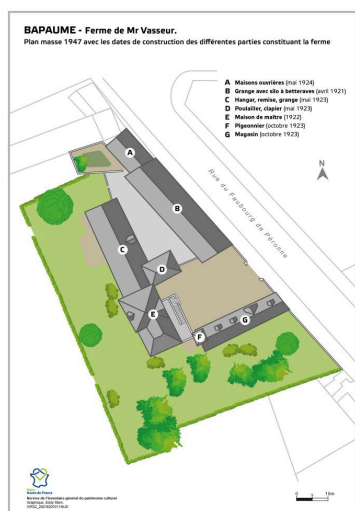 BAPAUME - Ferme de Mr Vasseur.
Plan masse 1947 avec les dates de construction des différentes parties constituant la ferme
A Maisons ouvrières (mai 1924)
B Grange avec silo à betteraves (avril 1921)
C Hangar, remise, grange (mai 1923)
D Poulailler, clapier (mai 1923)
E Maison de maître (1922)
F Pigeonnier (octobre 1923)
G Magasin (octobre 1923)
N
Rue du Faubourg de Péronne
A
B
C
D
E
F
G
Hauts-de-France
Service de l'Inventaire général du patrimoine culturel
0 10m